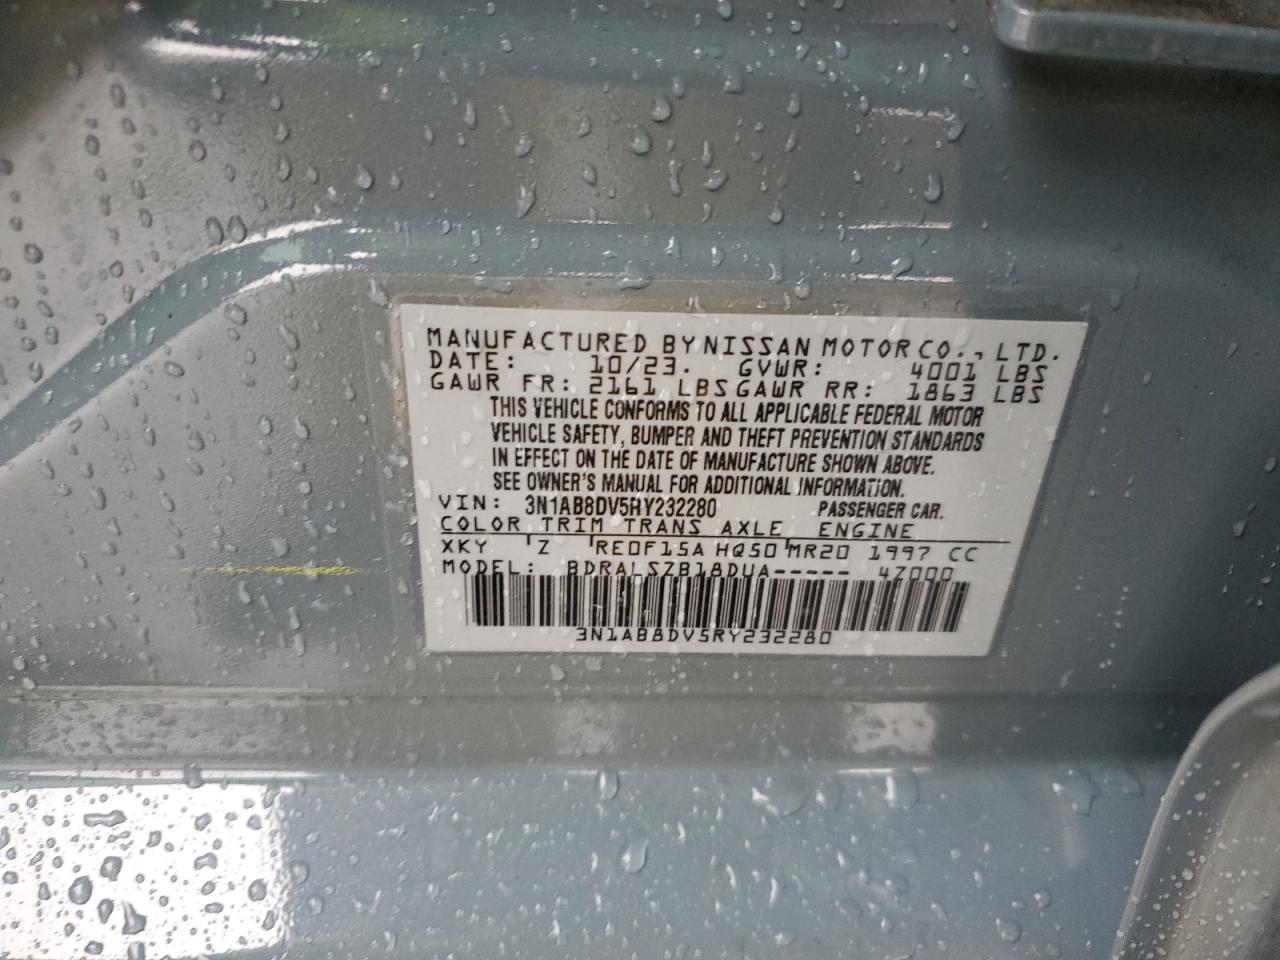 MANUFACTURED BY NISSAN MOTOR CO., LTD.
DATE: 10/23. GVWR: 4001 LBS
GAWR FR: 2161 LBS GAWR RR: 1863 LBS
THIS VEHICLE CONFORMS TO ALL APPLICABLE FEDERAL MOTOR
VEHICLE SAFETY, BUMPER AND THEFT PREVENTION STANDARDS
IN EFFECT ON THE DATE OF MANUFACTURE SHOWN ABOVE.
SEE OWNER'S MANUAL FOR ADDITIONAL INFORMATION.
VIN: 3N1AB8DV5RY232280 PASSENGER CAR.
COLOR TRIM TRANS AXLE ENGINE
XKY Z RE0F15A HQ50 MR20 1997 CC
MODEL: BDRALSZB18DUA----- 47000
3N1AB8DV5RY232280